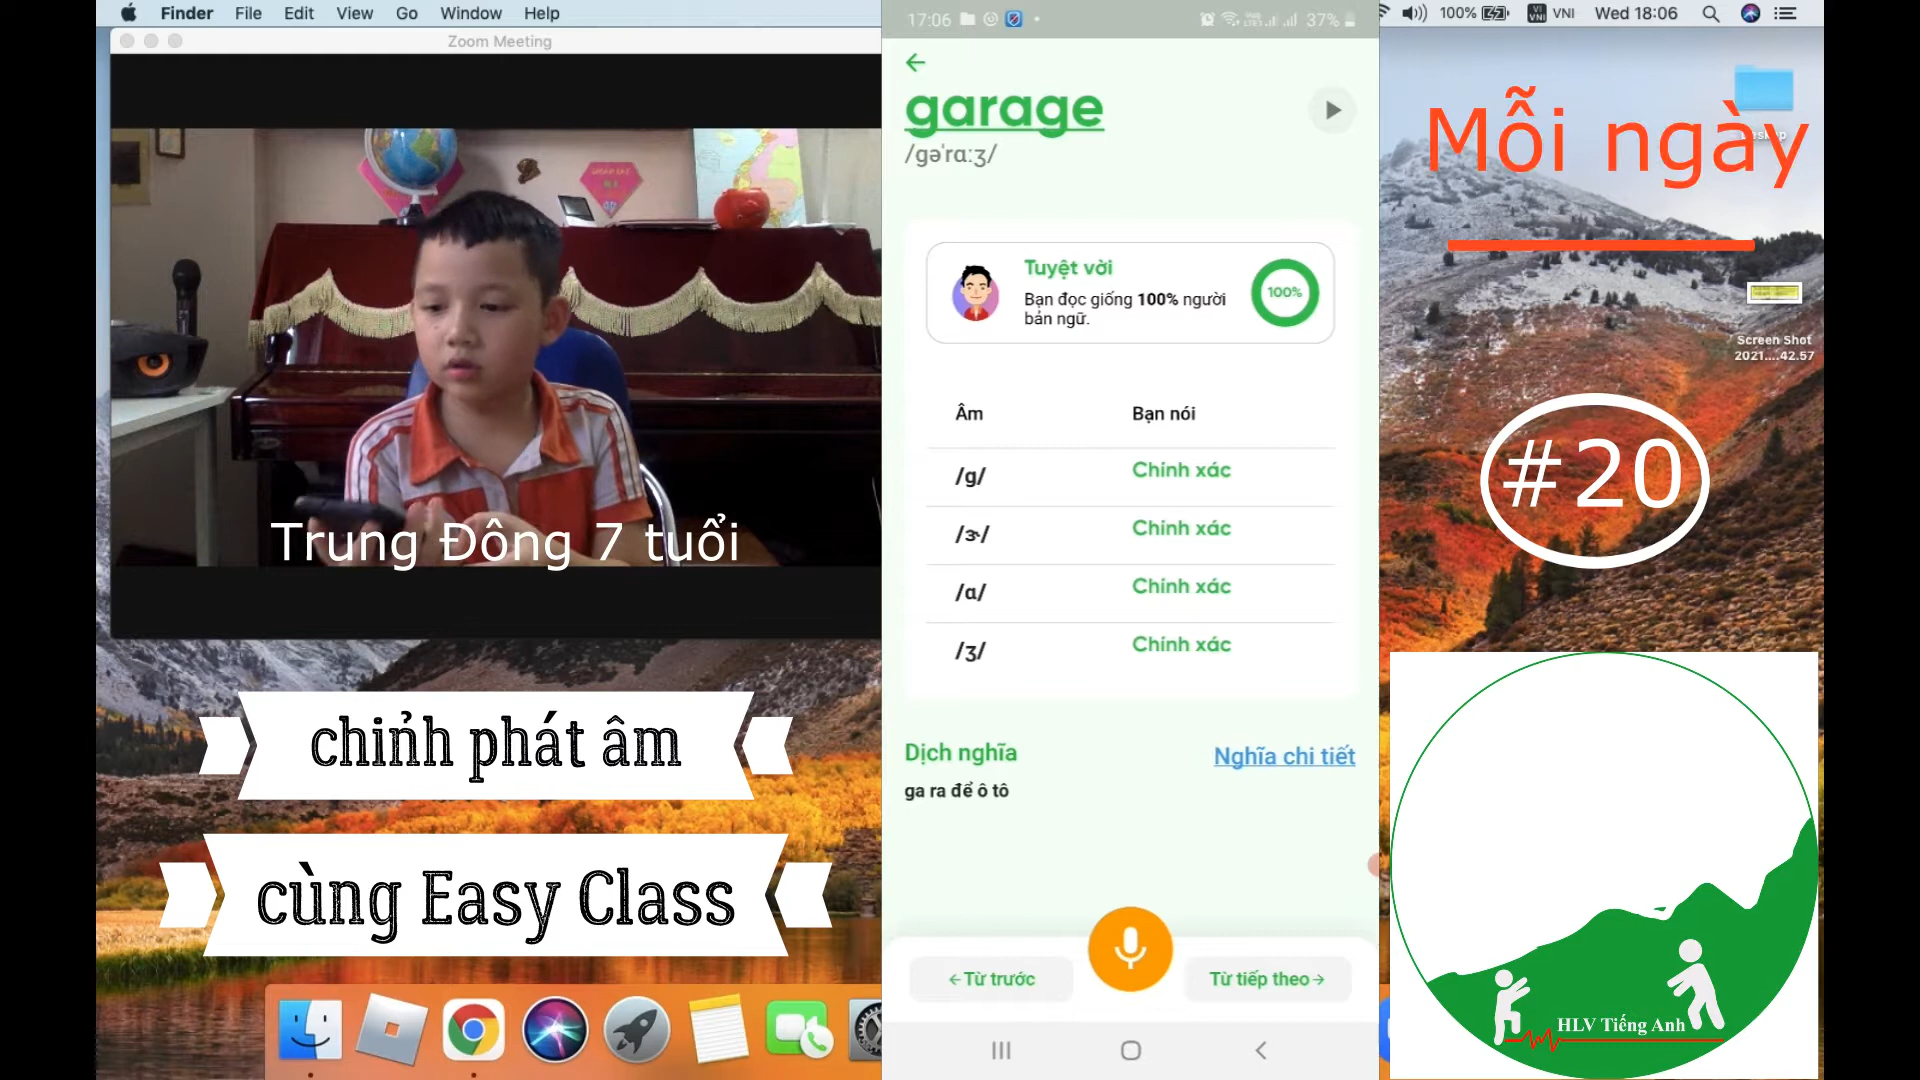 Finder File Edit View Go Window Help
Zoom Meeting
Trung Đông 7 tuổi
chỉnh phát âm
cùng Easy Class
17:06
37%
garage
/ɡəˈrɑːʒ/
Tuyệt vời
100%
Bạn đọc giống 100% người
bản ngữ.
Âm Bạn nói
/g/ Chính xác
/ɝ/ Chính xác
/ɑ/ Chính xác
/ʒ/ Chính xác
Dịch nghĩa Nghĩa chi tiết
ga ra để ô tô
←Từ trước Từ tiếp theo→
100% VNI Wed 18:06
Mỗi ngày
Screen Shot
2021....42.57
#20
HLV Tiếng Anh